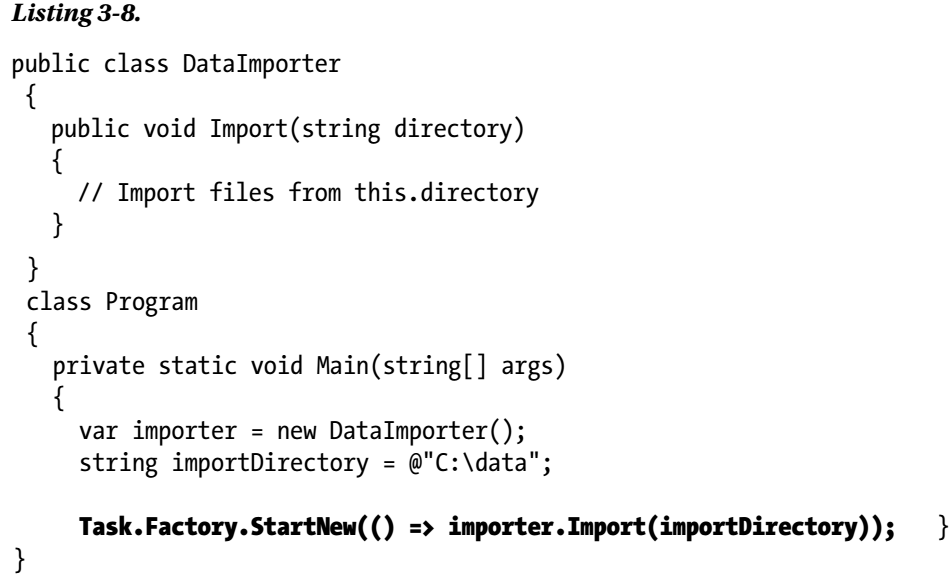 Listing 3-8.
public class DataImporter
{
public void Import(string directory)
{
// Import files from this.directory
}
}
class Program
{
private static void Main(string[] args)
{
var importer = new DataImporter();
string importDirectory = @"C:\data";
Task.Factory.StartNew(() => importer.Import(importDirectory)); }
}